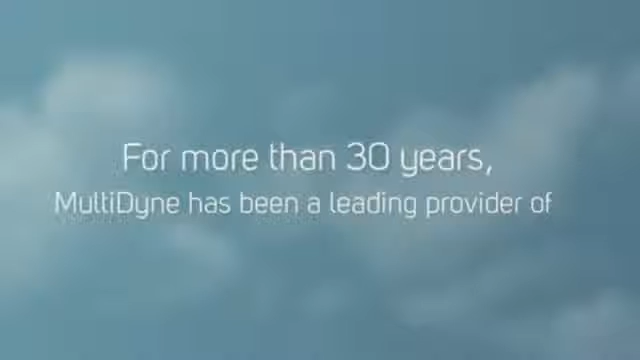 For more than 30 years,
MultiDyne has been a leading provider of